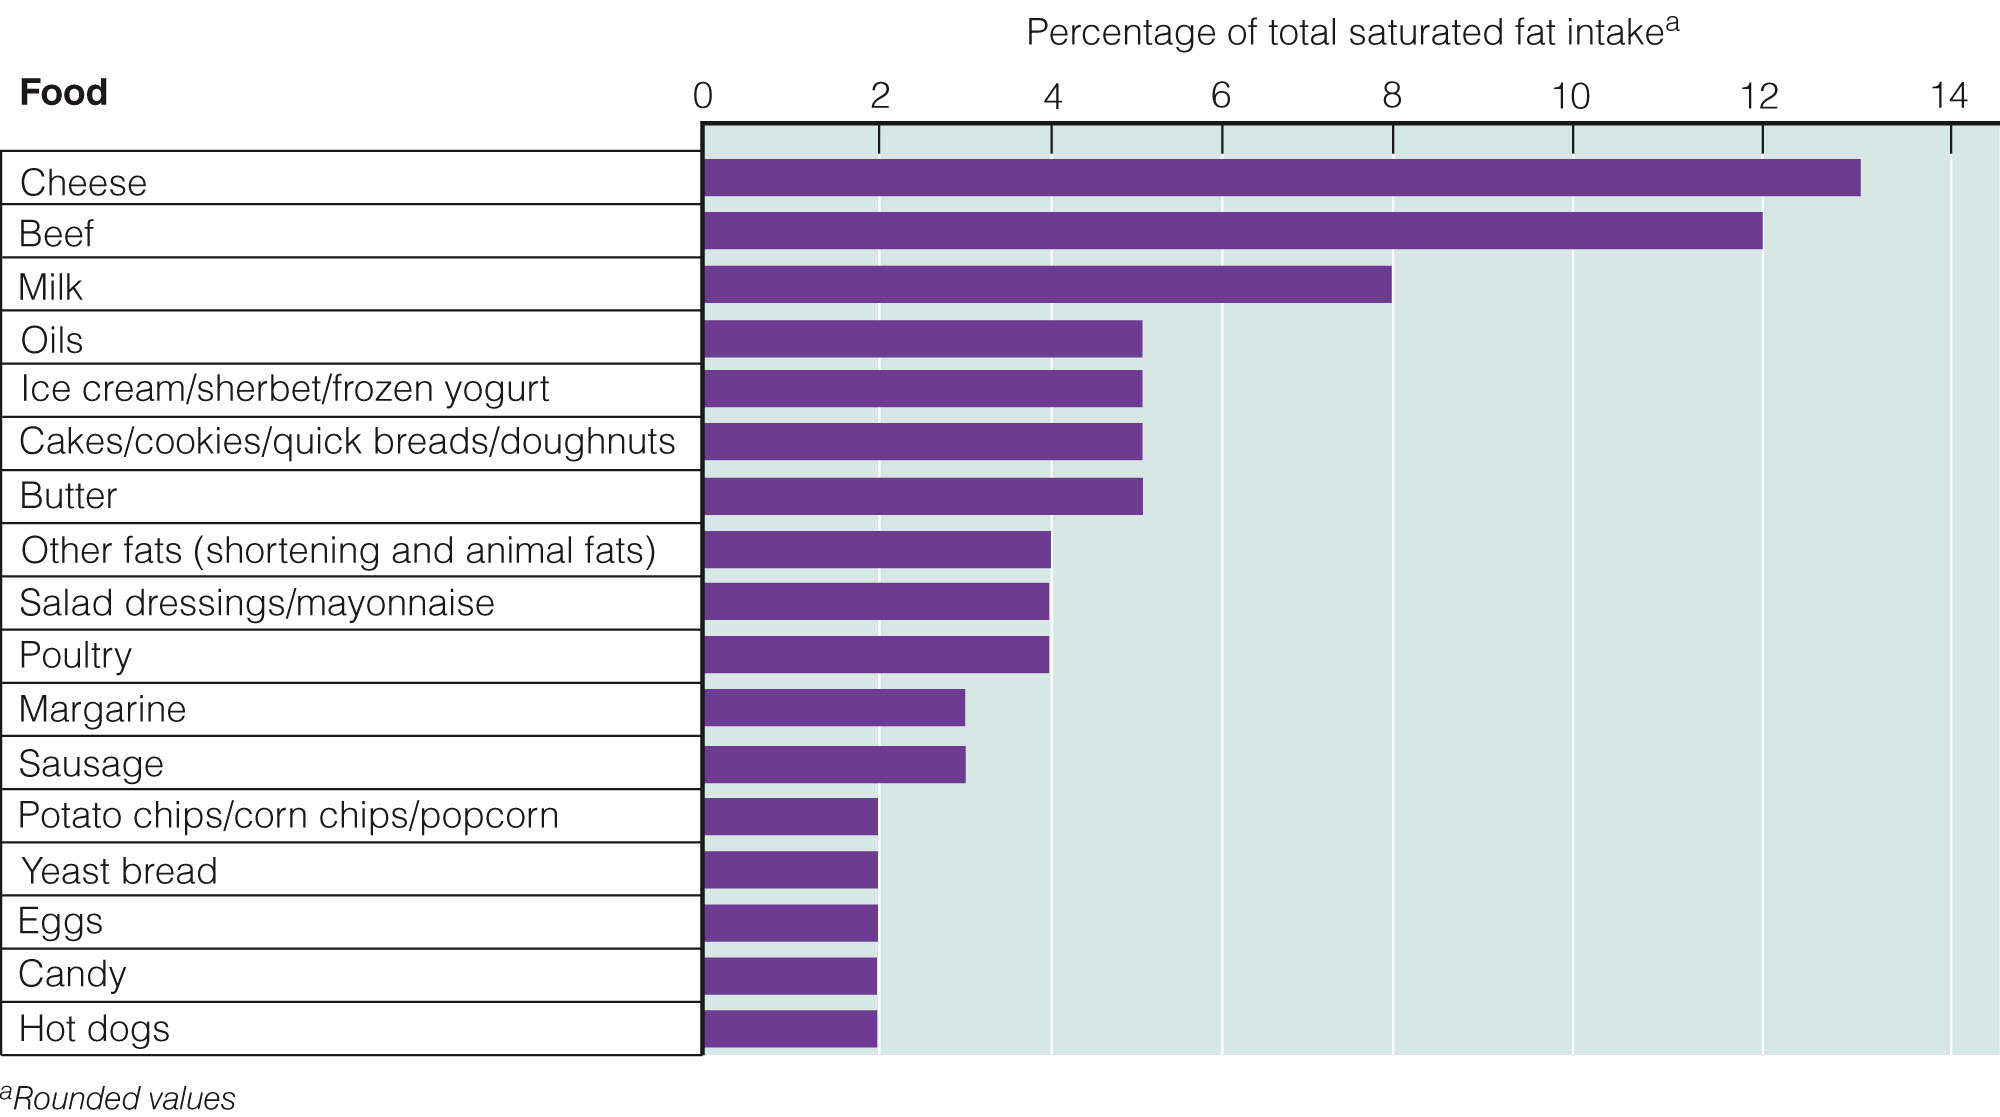 Percentage of total saturated fat intakeᵃ
Food 0 2 4 6 8 10 12 14
Cheese
Beef
Milk
Oils
Ice cream/sherbet/frozen yogurt
Cakes/cookies/quick breads/doughnuts
Butter
Other fats (shortening and animal fats)
Salad dressings/mayonnaise
Poultry
Margarine
Sausage
Potato chips/corn chips/popcorn
Yeast bread
Eggs
Candy
Hot dogs
ᵃRounded values